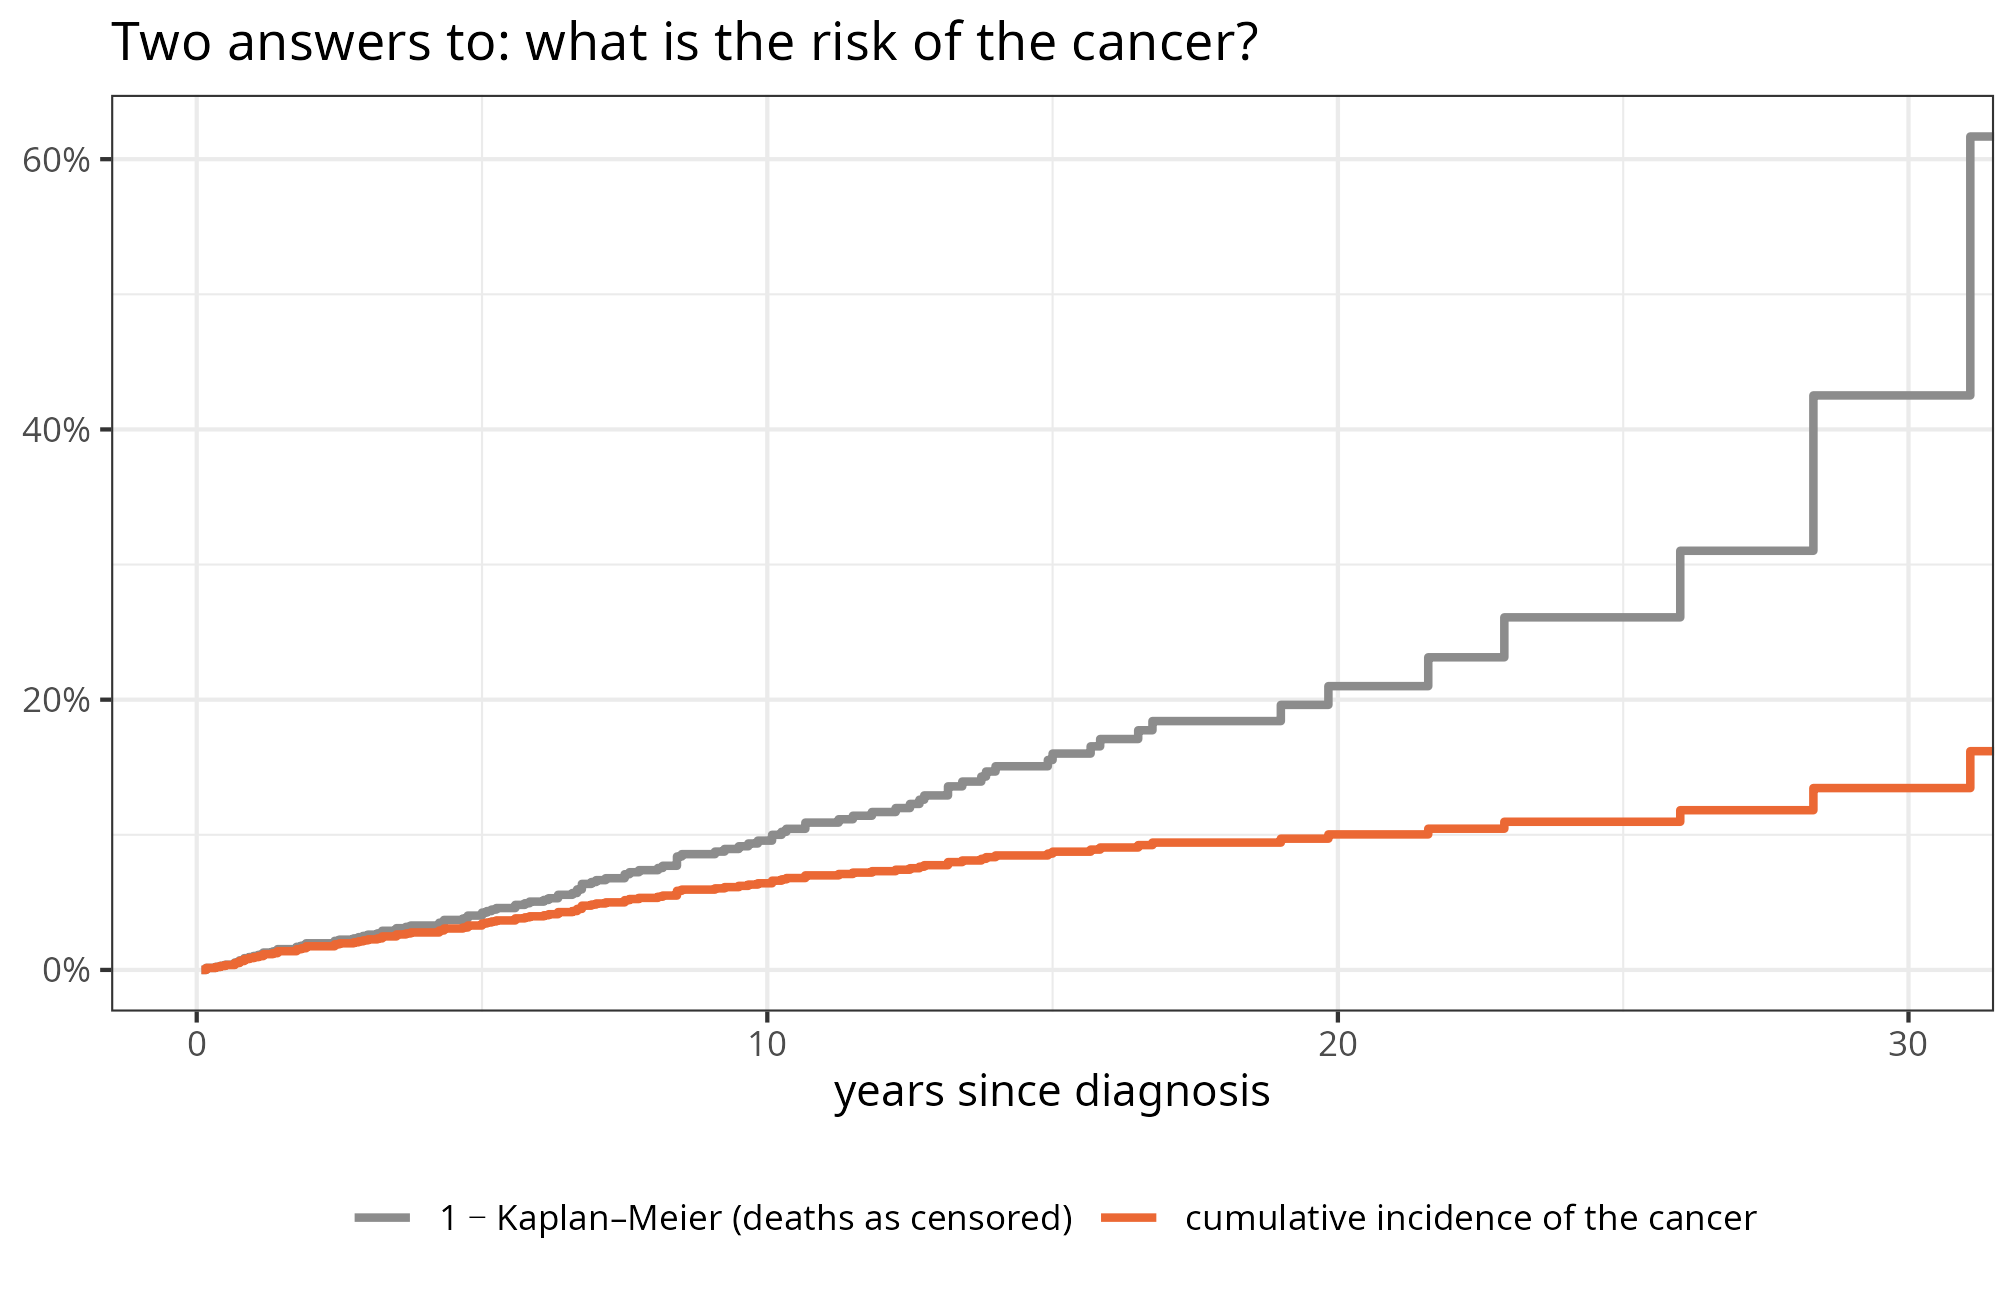 Two answers to: what is the risk of the cancer?
60%
40%
20%
0%
0
10
20
30
years since diagnosis
1 − Kaplan–Meier (deaths as censored)
cumulative incidence of the cancer